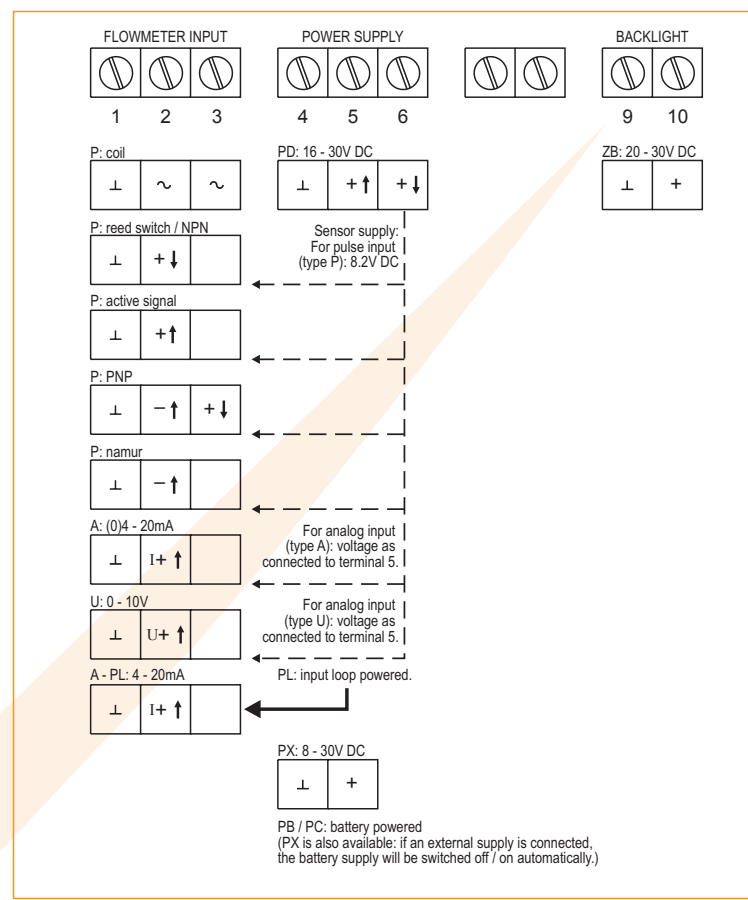 FLOWMETER INPUT POWER SUPPLY BACKLIGHT
1 2 3 4 5 6 9 10
P: coil PD: 16 - 30V DC ZB: 20 - 30V DC
⊥ ~ ~ ⊥ +↑ +↓ ⊥ +
P: reed switch / NPN
⊥ +↓
Sensor supply:
For pulse input
(type P): 8.2V DC
P: active signal
⊥ +↑
P: PNP
⊥ −↑ +↓
P: namur
⊥ −↑
A: (0)4 - 20mA
⊥ I+ ↑
For analog input
(type A): voltage as
connected to terminal 5.
U: 0 - 10V
⊥ U+ ↑
For analog input
(type U): voltage as
connected to terminal 5.
A - PL: 4 - 20mA PL: input loop powered.
⊥ I+ ↑
PX: 8 - 30V DC
⊥ +
PB / PC: battery powered
(PX is also available: if an external supply is connected,
the battery supply will be switched off / on automatically.)